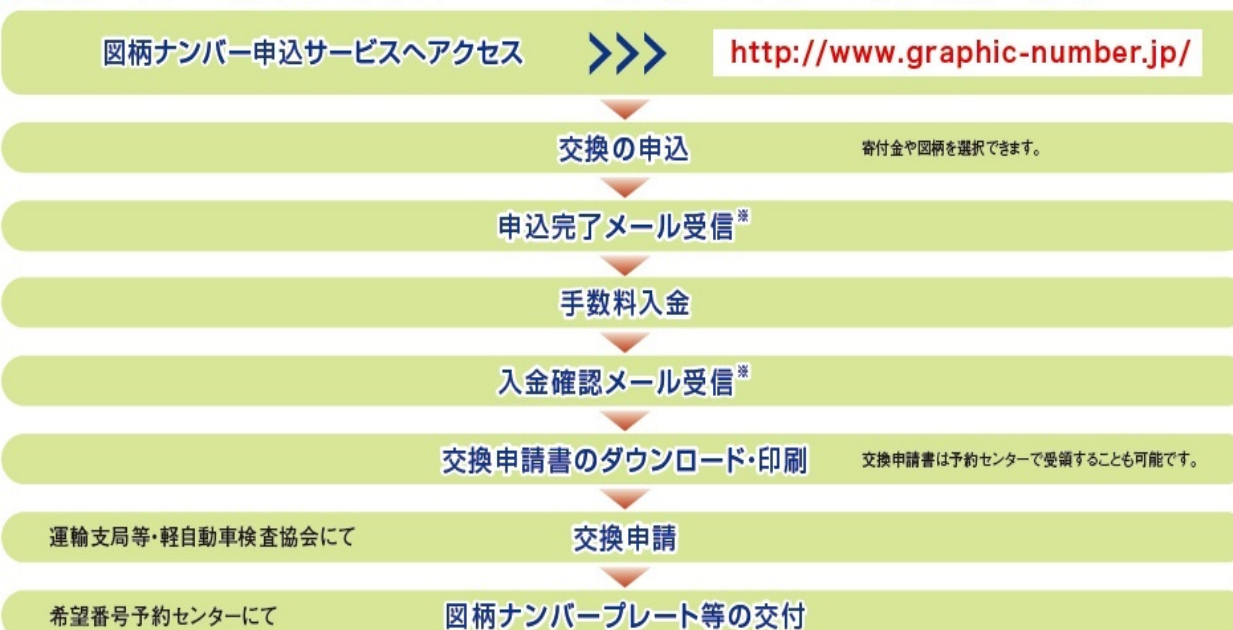 図柄ナンバー申込サービスへアクセス >>> http://www.graphic-number.jp/
交換の申込 寄付金や図柄を選択できます。
申込完了メール受信※
手数料入金
入金確認メール受信※
交換申請書のダウンロード・印刷 交換申請書は予約センターで受領することも可能です。
運輸支局等・軽自動車検査協会にて 交換申請
希望番号予約センターにて 図柄ナンバープレート等の交付